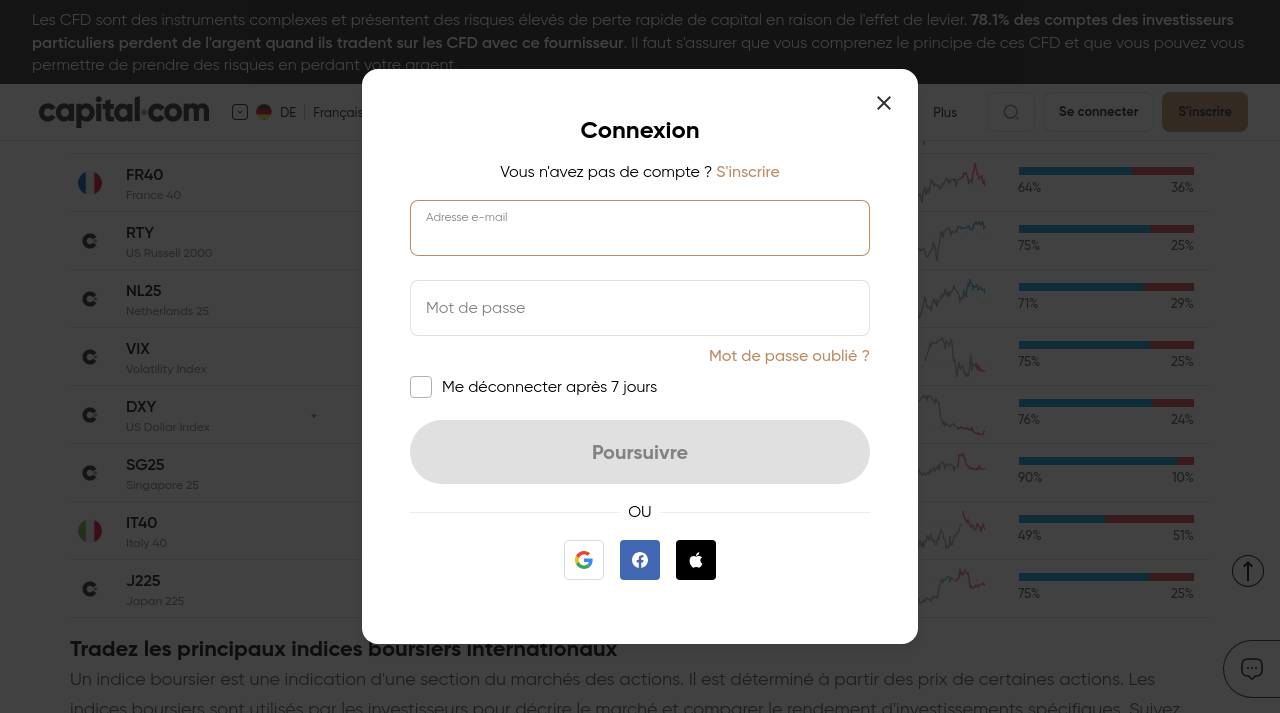 Les CFD sont des instruments complexes et présentent des risques élevés de perte rapide de capital en raison de l'effet de levier. 78.1% des comptes des investisseurs
particuliers perdent de l'argent quand ils tradent sur les CFD avec ce fournisseur. Il faut s'assurer que vous comprenez le principe de ces CFD et que vous pouvez vous
permettre de prendre des risques en perdant votre argent.
capital.com
DE
Français
Plus
Se connecter
S'inscrire
FR40
France 40
64%
36%
RTY
US Russell 2000
75%
25%
NL25
Netherlands 25
71%
29%
VIX
Volatility Index
75%
25%
DXY
US Dollar Index
76%
24%
SG25
Singapore 25
90%
10%
IT40
Italy 40
49%
51%
J225
Japan 225
75%
25%
Connexion
Vous n'avez pas de compte ? S'inscrire
Adresse e-mail
Mot de passe
Mot de passe oublié ?
Me déconnecter après 7 jours
Poursuivre
OU
Tradez les principaux indices boursiers internationaux
Un indice boursier est une indication d'une section du marchés des actions. Il est déterminé à partir des prix de certaines actions. Les
indices boursiers sont utilisés par les investisseurs pour décrire le marché et comparer le rendement d'investissements spécifiques. Suivez